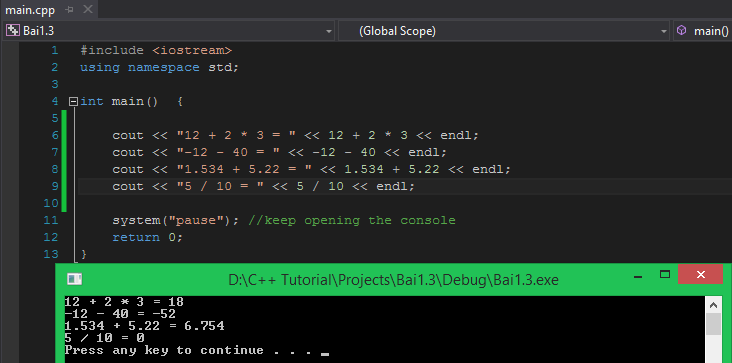 main.cpp
Bai1.3 (Global Scope) main()
1 #include <iostream>
2 using namespace std;
3
4 int main() {
5
6 cout << "12 + 2 * 3 = " << 12 + 2 * 3 << endl;
7 cout << "-12 - 40 = " << -12 - 40 << endl;
8 cout << "1.534 + 5.22 = " << 1.534 + 5.22 << endl;
9 cout << "5 / 10 = " << 5 / 10 << endl;
10
11 system("pause"); //keep opening the console
12 return 0;
13 }
D:\C++ Tutorial\Projects\Bai1.3\Debug\Bai1.3.exe
12 + 2 * 3 = 18
-12 - 40 = -52
1.534 + 5.22 = 6.754
5 / 10 = 0
Press any key to continue . . . _